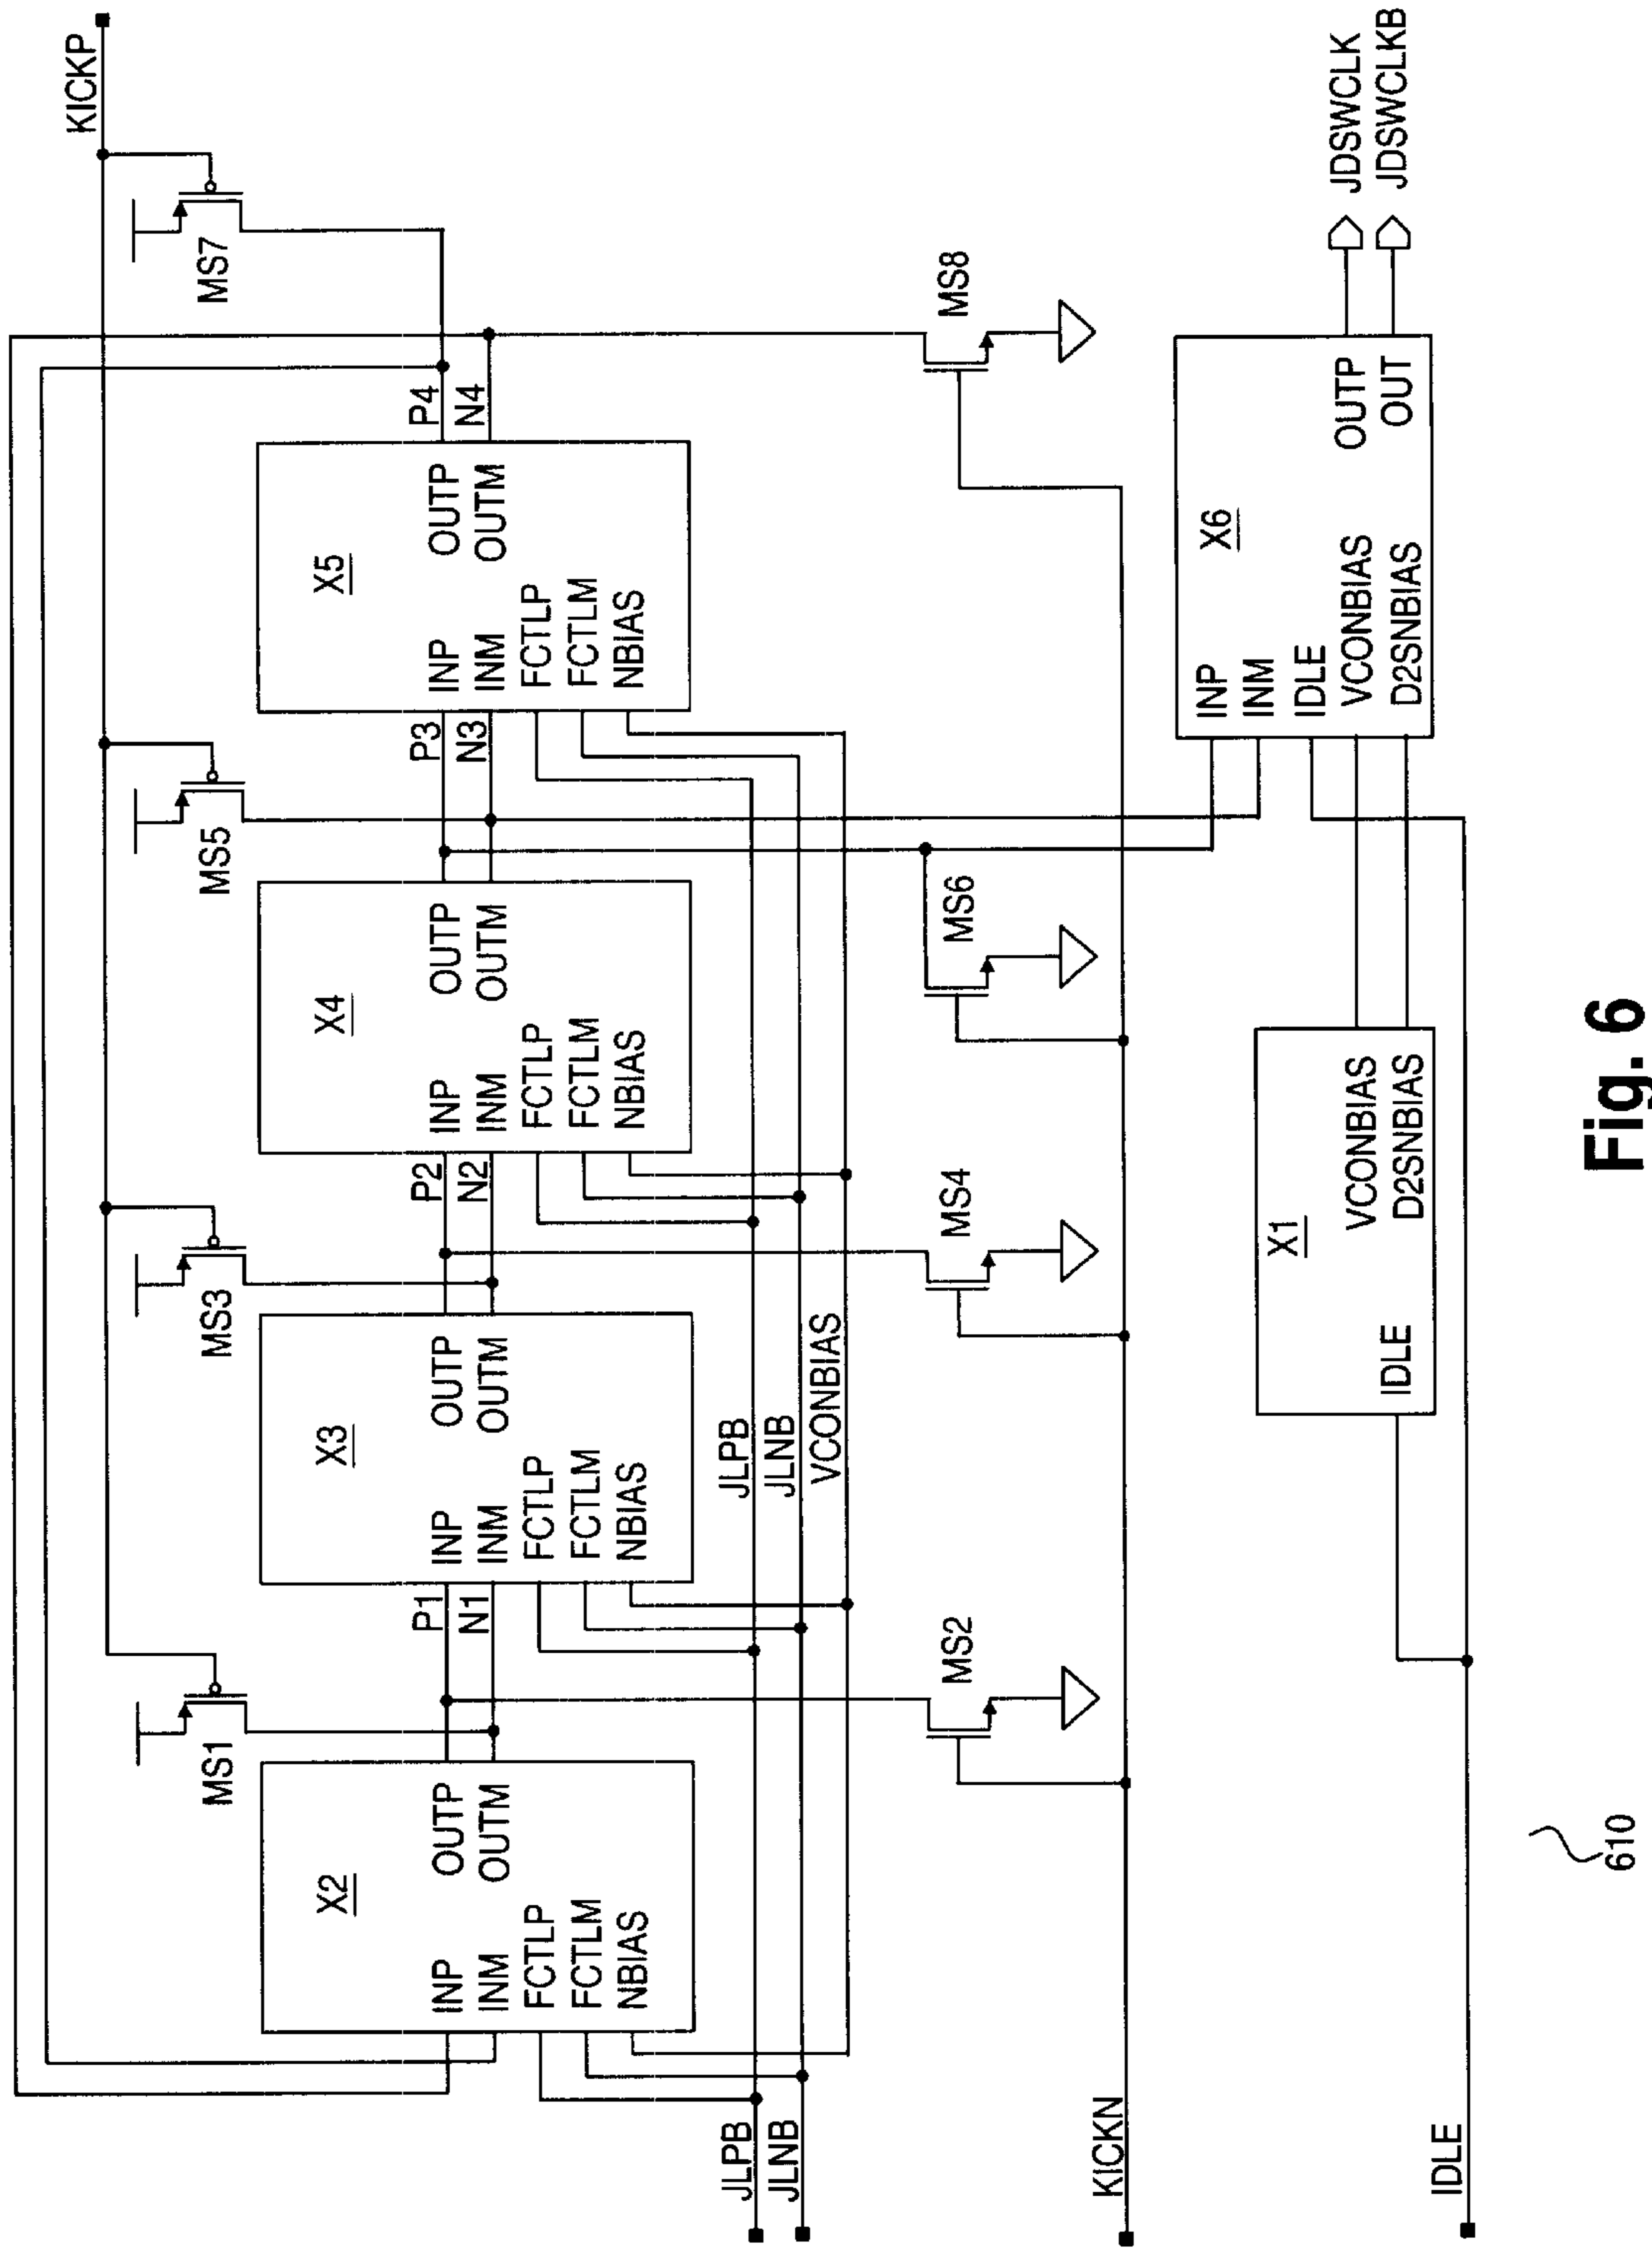 KICKP
MS1
MS3
MS5
MS7
X2
INP
INM
FCTLP
FCTLM
NBIAS
OUTP
OUTM
P1
N1
X3
INP
INM
FCTLP
FCTLM
NBIAS
OUTP
OUTM
P2
N2
X4
INP
INM
FCTLP
FCTLM
NBIAS
OUTP
OUTM
P3
N3
X5
INP
INM
FCTLP
FCTLM
NBIAS
OUTP
OUTM
P4
N4
JLPB
JLNB
JLPB
JLNB
VCONBIAS
MS2
MS4
MS6
MS8
KICKN
IDLE
X1
IDLE
VCONBIAS
D2SNBIAS
X6
INP
INM
IDLE
VCONBIAS
D2SNBIAS
OUTP
OUT
JDSWCLK
JDSWCLKB
610
Fig. 6